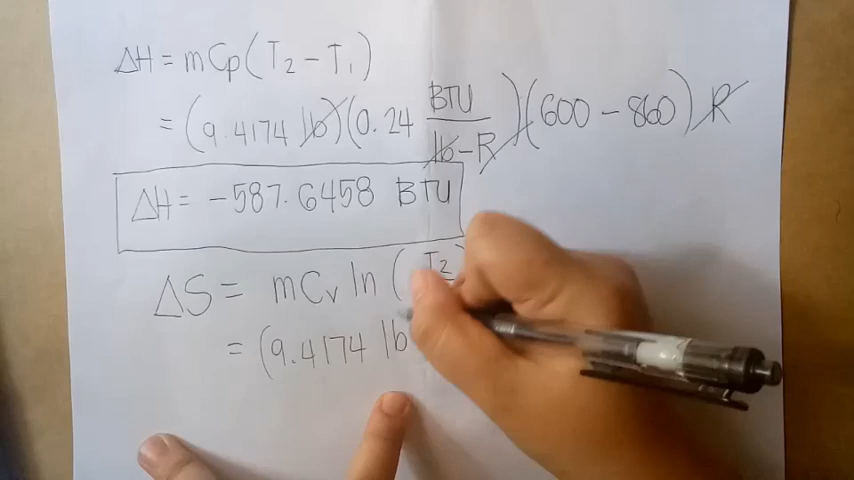 ΔH = mCp(T₂ - T₁)
= (9.4174 lb)(0.24 BTU/lb-R)(600 - 860) R
ΔH = -587.6458 BTU
ΔS = mCv ln (T₂
= (9.4174 lb